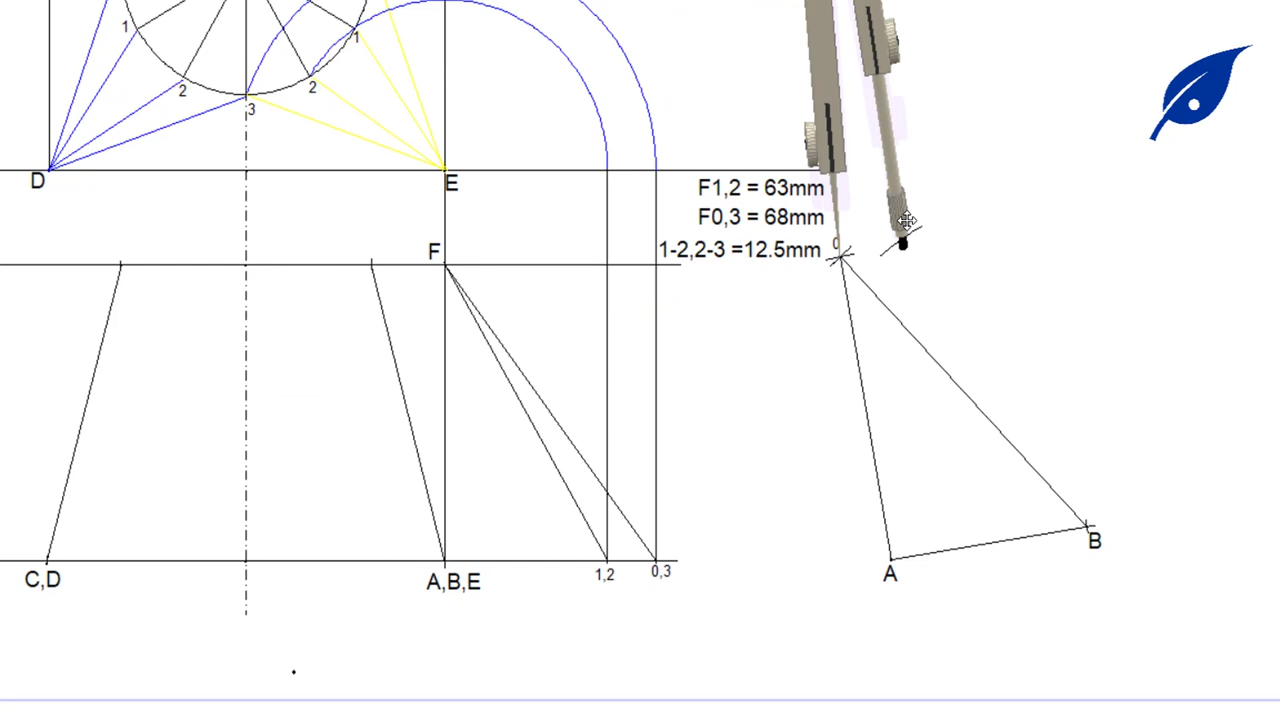 1
1
2
2
3
D
E
F1,2 = 63mm
F0,3 = 68mm
0
F
1-2,2-3 =12.5mm
B
A
C,D
A,B,E
1,2
0,3